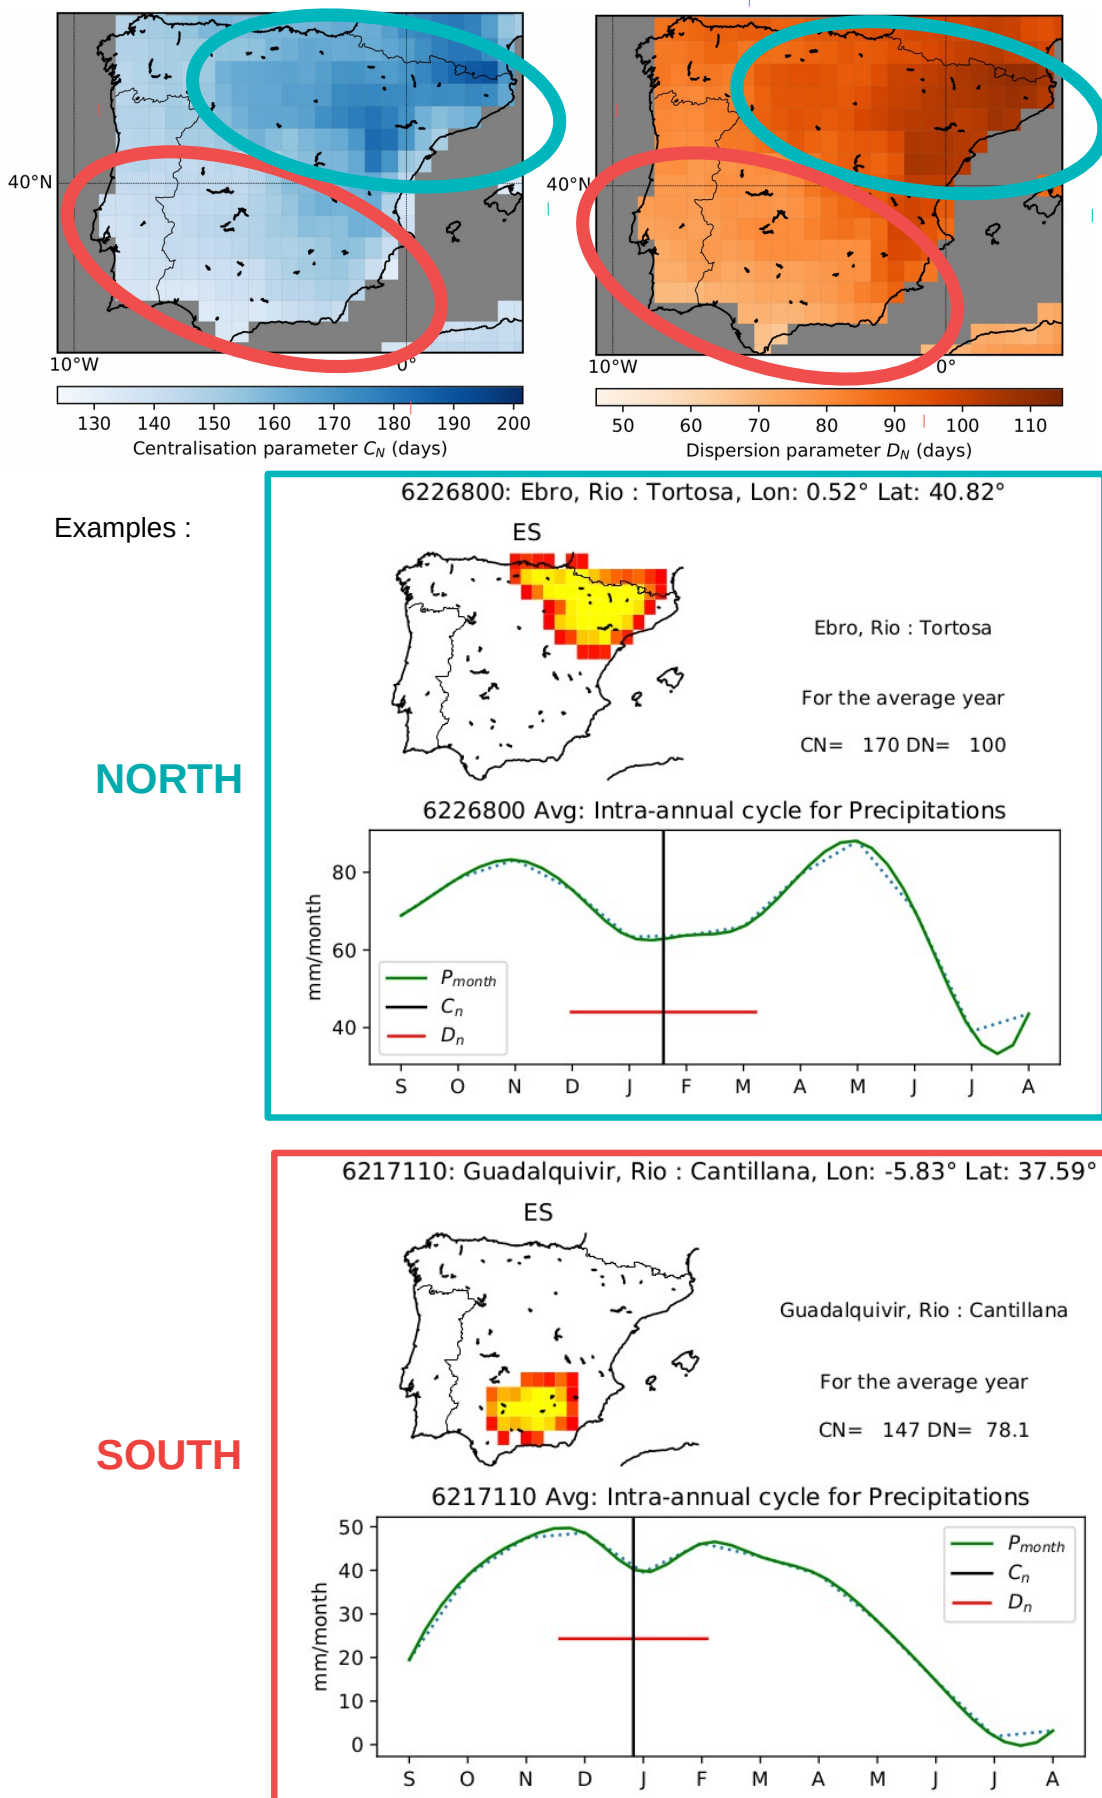 40°N
10°W
0°
130 140 150 160 170 180 190 200
Centralisation parameter C_N (days)
40°N
10°W
0°
50 60 70 80 90 100 110
Dispersion parameter D_N (days)
Examples :
NORTH
6226800: Ebro, Rio : Tortosa, Lon: 0.52° Lat: 40.82°
ES
Ebro, Rio : Tortosa
For the average year
CN= 170 DN= 100
6226800 Avg: Intra-annual cycle for Precipitations
mm/month
80
60
40
P_month
C_n
D_n
S O N D J F M A M J J A
SOUTH
6217110: Guadalquivir, Rio : Cantillana, Lon: -5.83° Lat: 37.59°
ES
Guadalquivir, Rio : Cantillana
For the average year
CN= 147 DN= 78.1
6217110 Avg: Intra-annual cycle for Precipitations
mm/month
50
40
30
20
10
0
P_month
C_n
D_n
S O N D J F M A M J J A